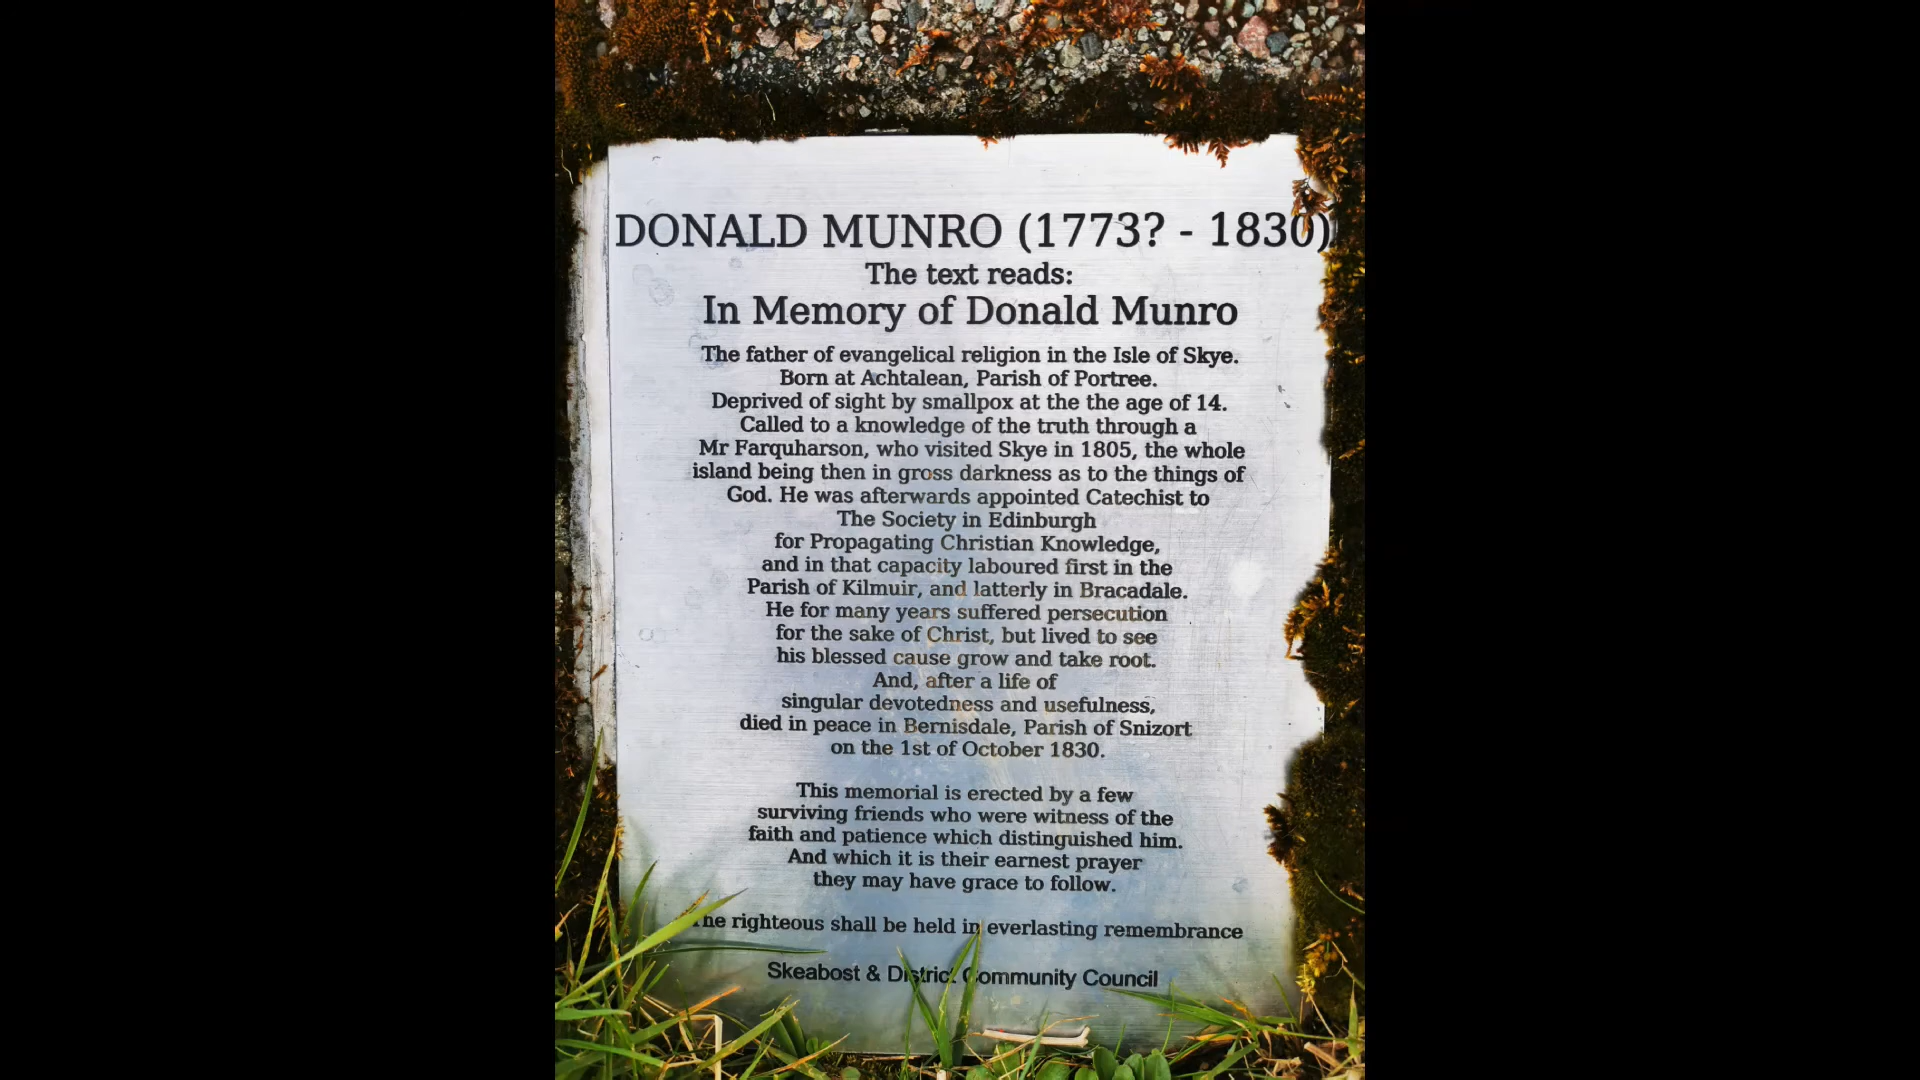 DONALD MUNRO (1773? - 1830)
The text reads:
In Memory of Donald Munro
The father of evangelical religion in the Isle of Skye.
Born at Achtalean, Parish of Portree.
Deprived of sight by smallpox at the the age of 14.
Called to a knowledge of the truth through a
Mr Farquharson, who visited Skye in 1805, the whole
island being then in gross darkness as to the things of
God. He was afterwards appointed Catechist to
The Society in Edinburgh
for Propagating Christian Knowledge,
and in that capacity laboured first in the
Parish of Kilmuir, and latterly in Bracadale.
He for many years suffered persecution
for the sake of Christ, but lived to see
his blessed cause grow and take root.
And, after a life of
singular devotedness and usefulness,
died in peace in Bernisdale, Parish of Snizort
on the 1st of October 1830.
This memorial is erected by a few
surviving friends who were witness of the
faith and patience which distinguished him.
And which it is their earnest prayer
they may have grace to follow.
The righteous shall be held in everlasting remembrance
Skeabost & District Community Council